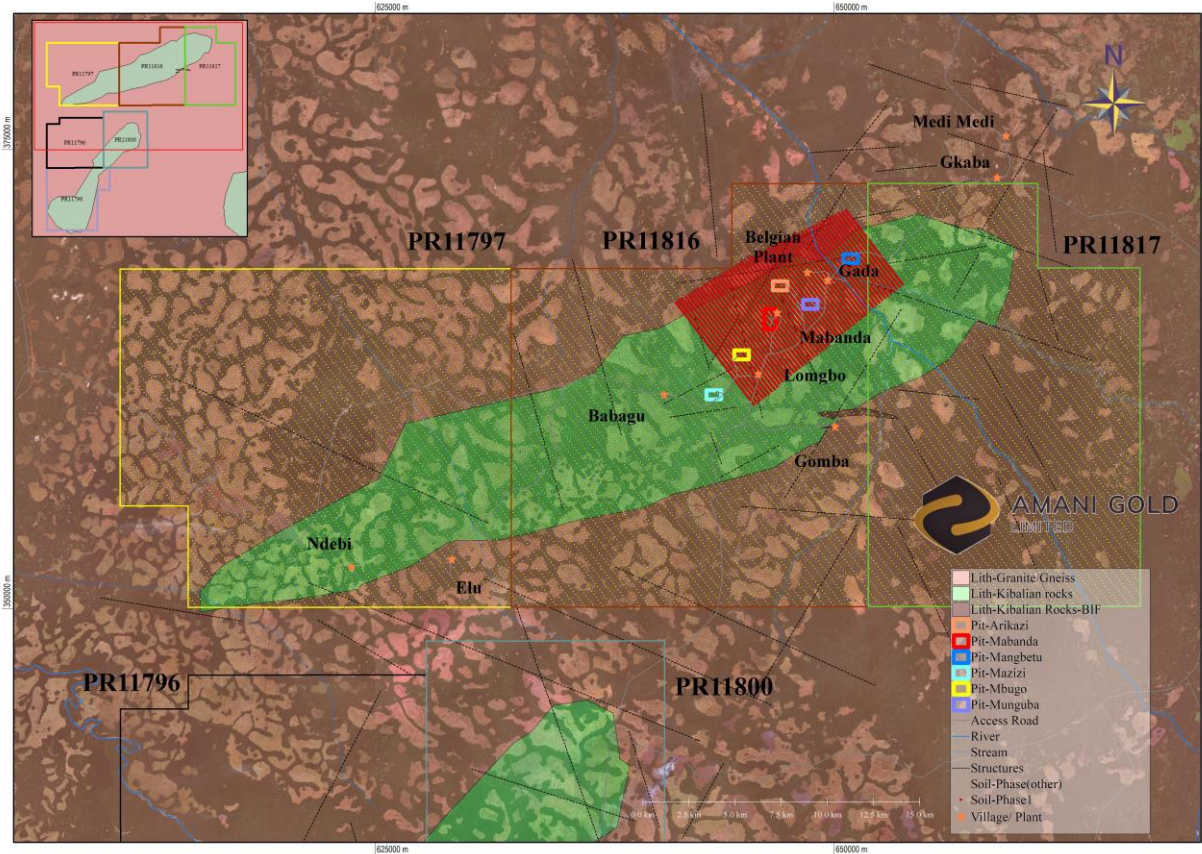 625000 m
650000 m
375000 m
350000 m
PR11797
PR11816
PR11817
PR11796
PR11800
PR11799
N
Medi Medi
Gkaba
PR11797
PR11816
PR11817
Belgian
Plant
Gada
Mabanda
Lomgbo
Babagu
Gomba
Ndebi
Elu
PR11796
PR11800
AMANI GOLD
LIMITED
Lith-Granite/Gneiss
Lith-Kibalian rocks
Lith-Kibalian Rocks-BIF
Pit-Arikazi
Pit-Mabanda
Pit-Mangbetu
Pit-Mazizi
Pit-Mbugo
Pit-Munguba
Access Road
River
Stream
Structures
Soil-Phase(other)
Soil-Phase1
Village/ Plant
0.0 km 2.5 km 5.0 km 7.5 km 10.0 km 12.5 km 15.0 km
625000 m
650000 m